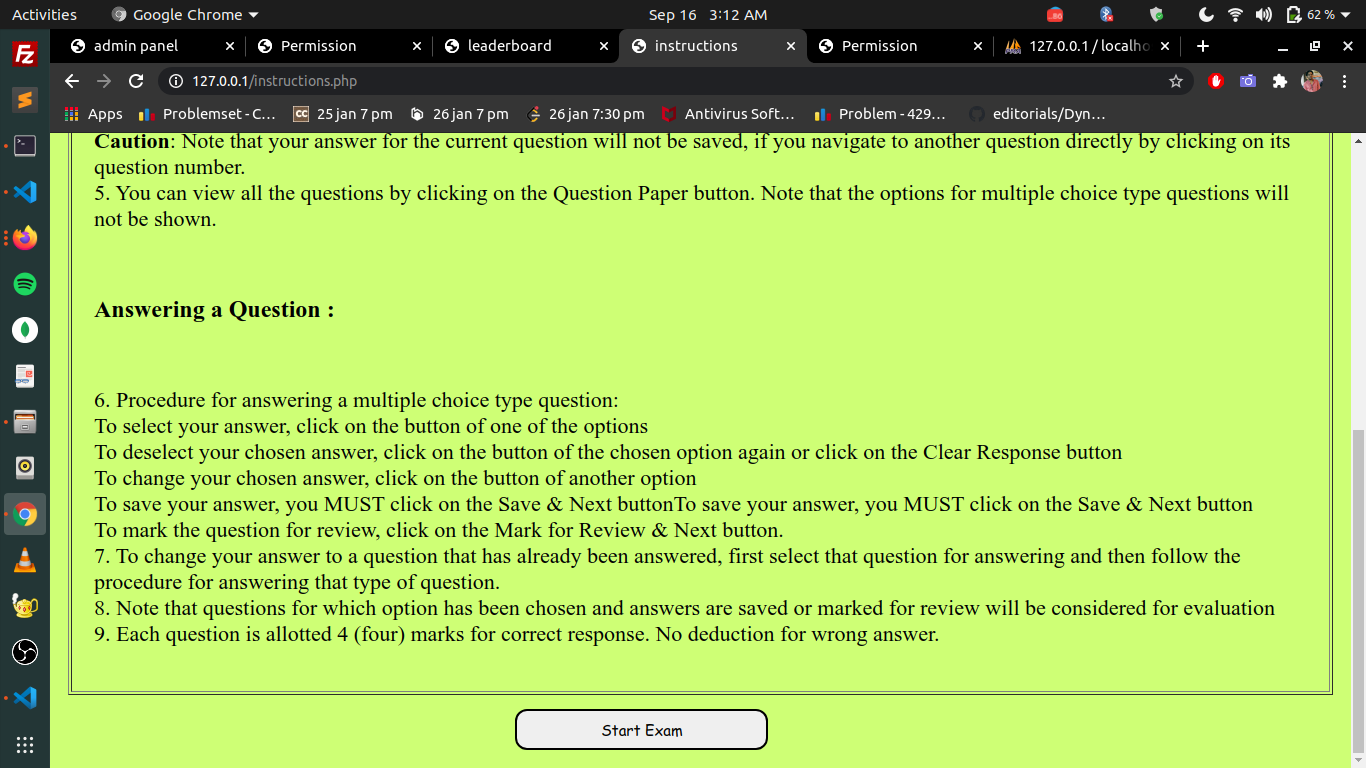 Activities Google Chrome Sep 16 3:12 AM 62 %
admin panel Permission leaderboard instructions Permission 127.0.0.1 / localho
127.0.0.1/instructions.php
Apps Problemset - C... CC 25 jan 7 pm 26 jan 7 pm 26 jan 7:30 pm Antivirus Soft... Problem - 429... editorials/Dyn...
Caution: Note that your answer for the current question will not be saved, if you navigate to another question directly by clicking on its
question number.
5. You can view all the questions by clicking on the Question Paper button. Note that the options for multiple choice type questions will
not be shown.
Answering a Question :
6. Procedure for answering a multiple choice type question:
To select your answer, click on the button of one of the options
To deselect your chosen answer, click on the button of the chosen option again or click on the Clear Response button
To change your chosen answer, click on the button of another option
To save your answer, you MUST click on the Save & Next buttonTo save your answer, you MUST click on the Save & Next button
To mark the question for review, click on the Mark for Review & Next button.
7. To change your answer to a question that has already been answered, first select that question for answering and then follow the
procedure for answering that type of question.
8. Note that questions for which option has been chosen and answers are saved or marked for review will be considered for evaluation
9. Each question is allotted 4 (four) marks for correct response. No deduction for wrong answer.
Start Exam